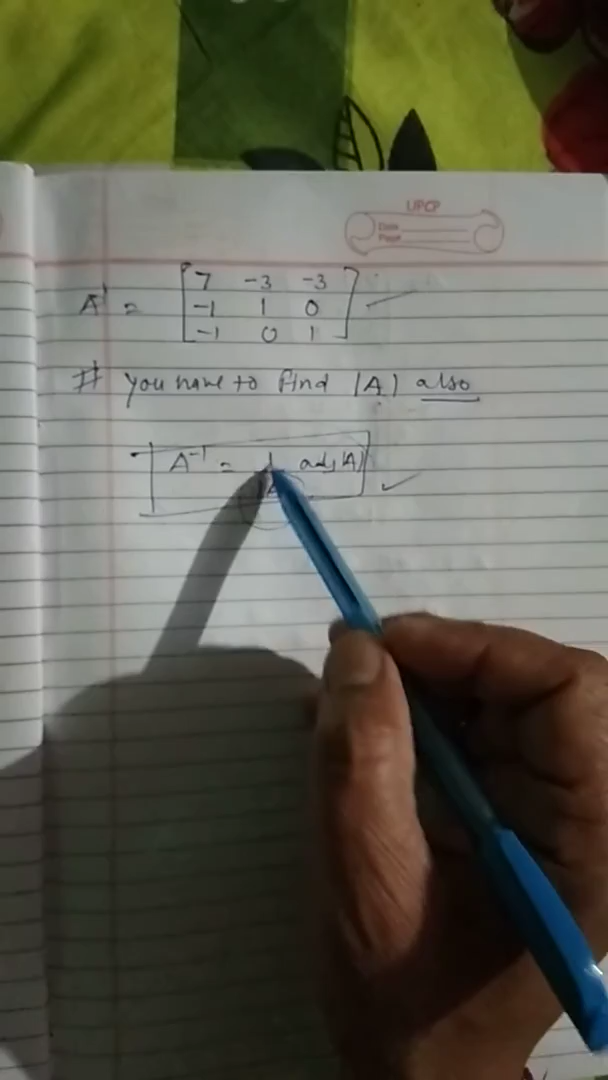 UPCP
Date
Page
A' = [7 -3 -3
-1 1 0
-1 0 1]
# You have to find |A| also
A⁻¹ = 1/|A| adj(A)